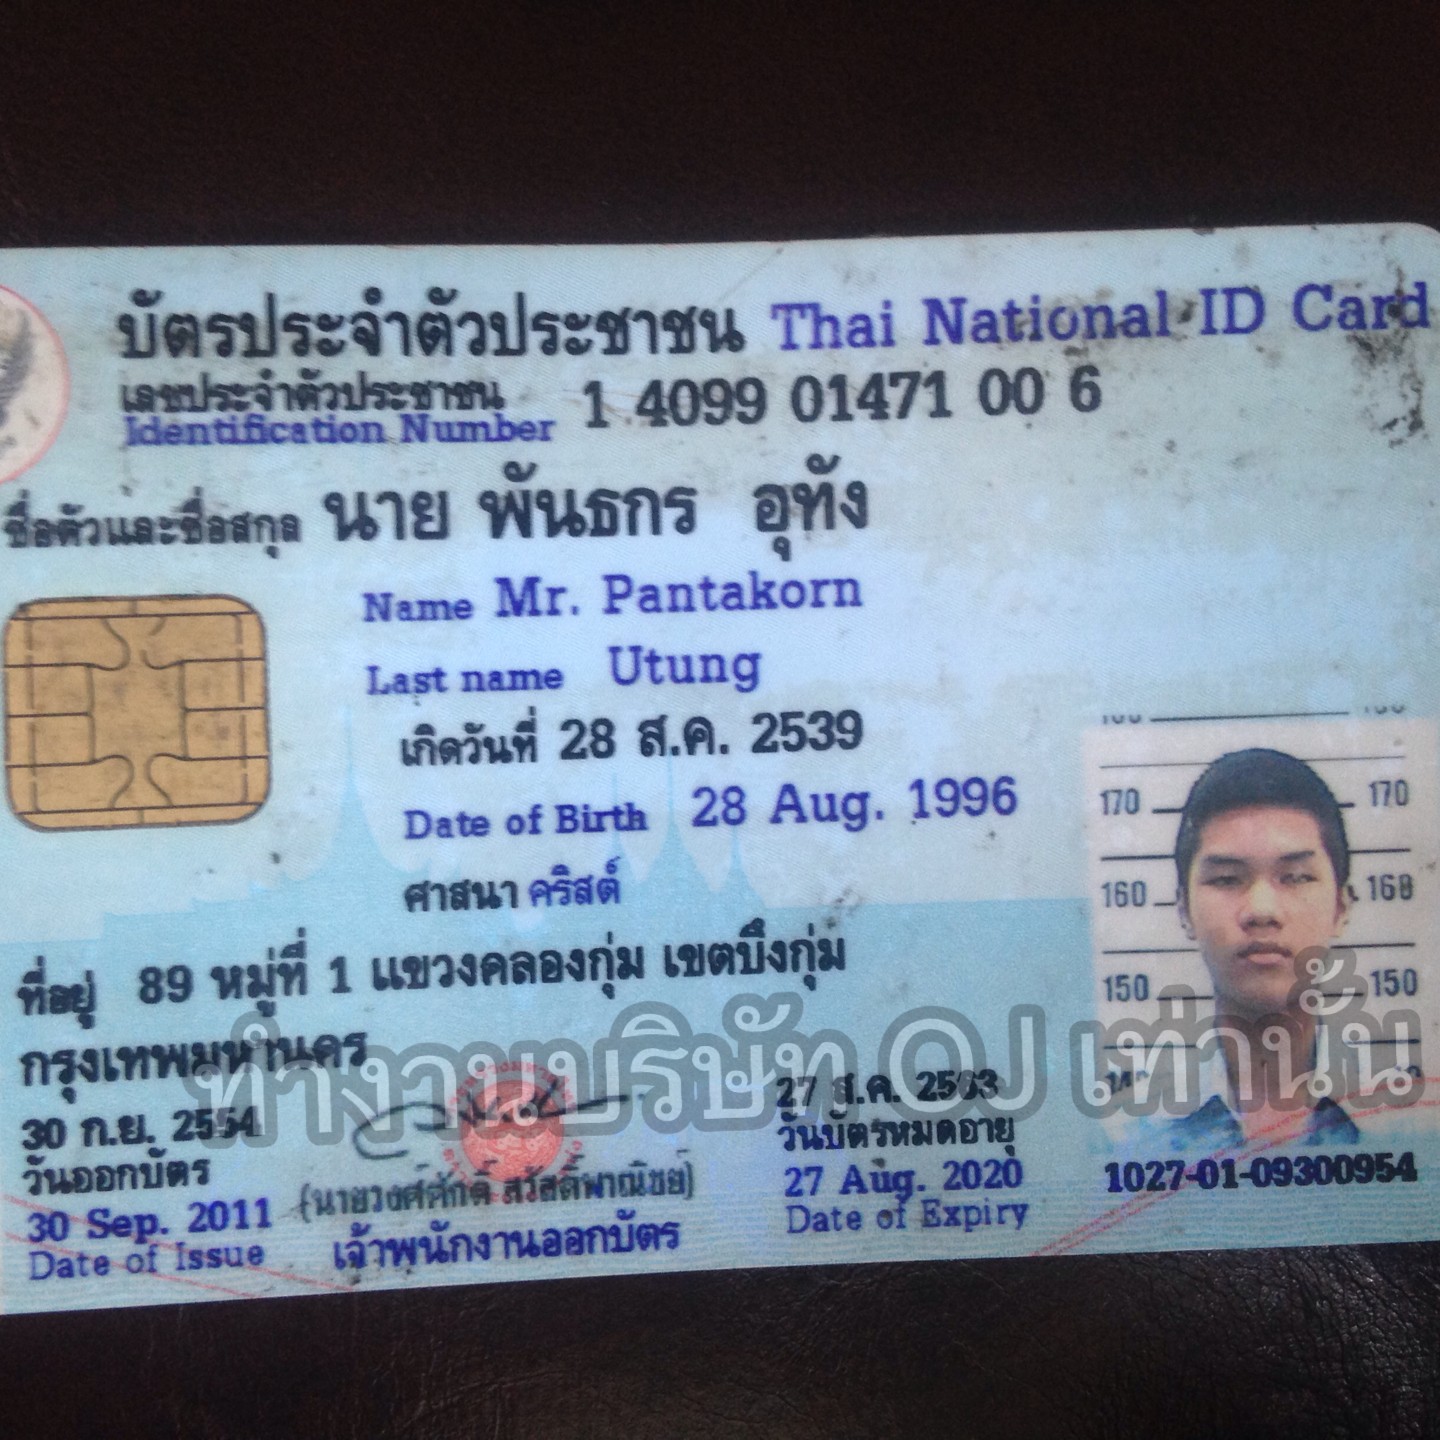 บัตรประจำตัวประชาชน Thai National ID Card
เลขประจำตัวประชาชน
Identification Number 1 4099 01471 00 6
ชื่อตัวและชื่อสกุล นาย พันธกร อุทัง
Name Mr. Pantakorn
Last name Utung
เกิดวันที่ 28 ส.ค. 2539
Date of Birth 28 Aug. 1996
ศาสนา คริสต์
ที่อยู่ 89 หมู่ที่ 1 แขวงคลองกุ่ม เขตบึงกุ่ม
กรุงเทพมหานคร
ทำงานบริษัท OJ เท่านั้น
30 ก.ย. 2554
วันออกบัตร
30 Sep. 2011
Date of Issue
(นายวงศ์ศักดิ์ สวัสดิ์พาณิชย์)
เจ้าพนักงานออกบัตร
27 ส.ค. 2563
วันบัตรหมดอายุ
27 Aug. 2020
Date of Expiry
170 170
160 160
150 150
1027-01-09300954